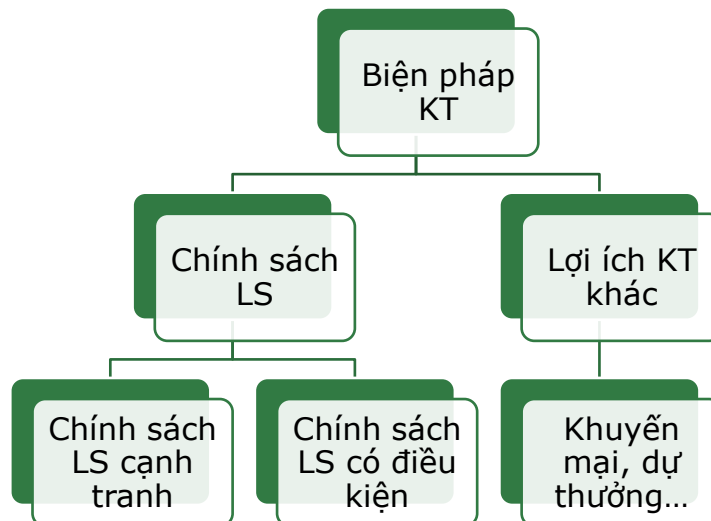 Biện pháp
KT
Chính sách
LS
Lợi ích KT
khác
Chính sách
LS cạnh
tranh
Chính sách
LS có điều
kiện
Khuyến
mại, dự
thưởng…